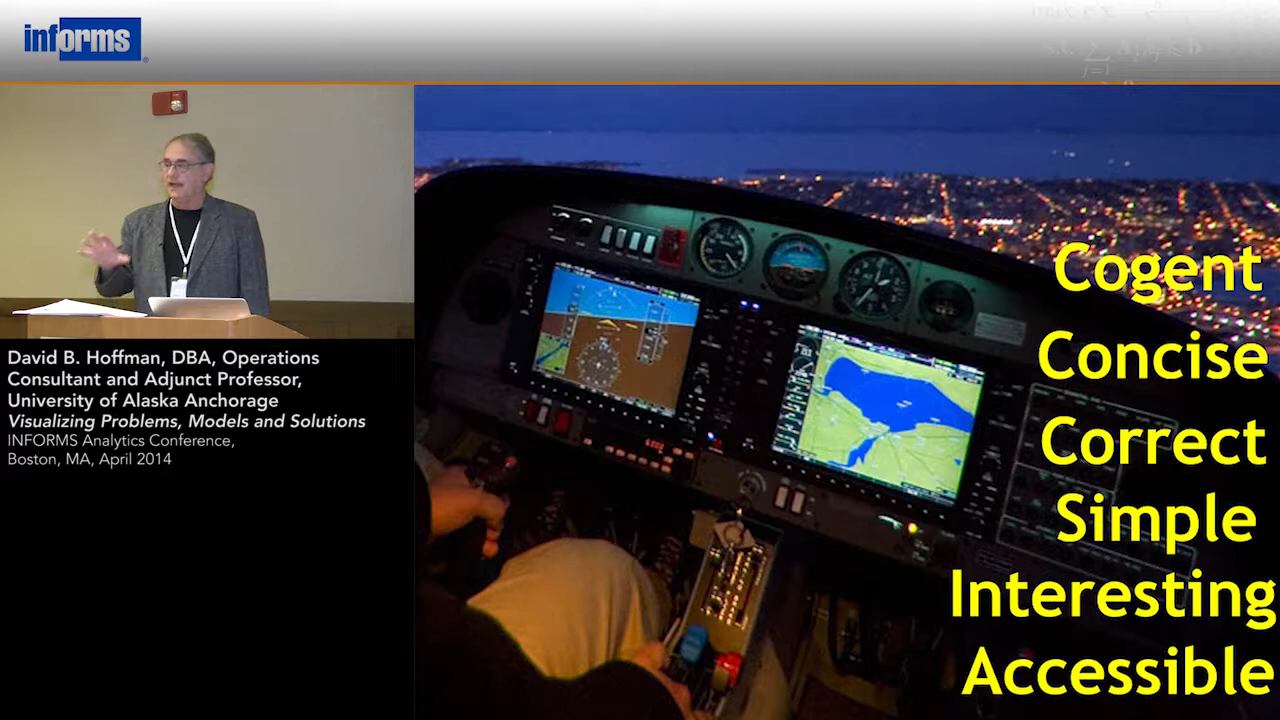 informs
David B. Hoffman, DBA, Operations
Consultant and Adjunct Professor,
University of Alaska Anchorage
Visualizing Problems, Models and Solutions
INFORMS Analytics Conference,
Boston, MA, April 2014
Cogent
Concise
Correct
Simple
Interesting
Accessible